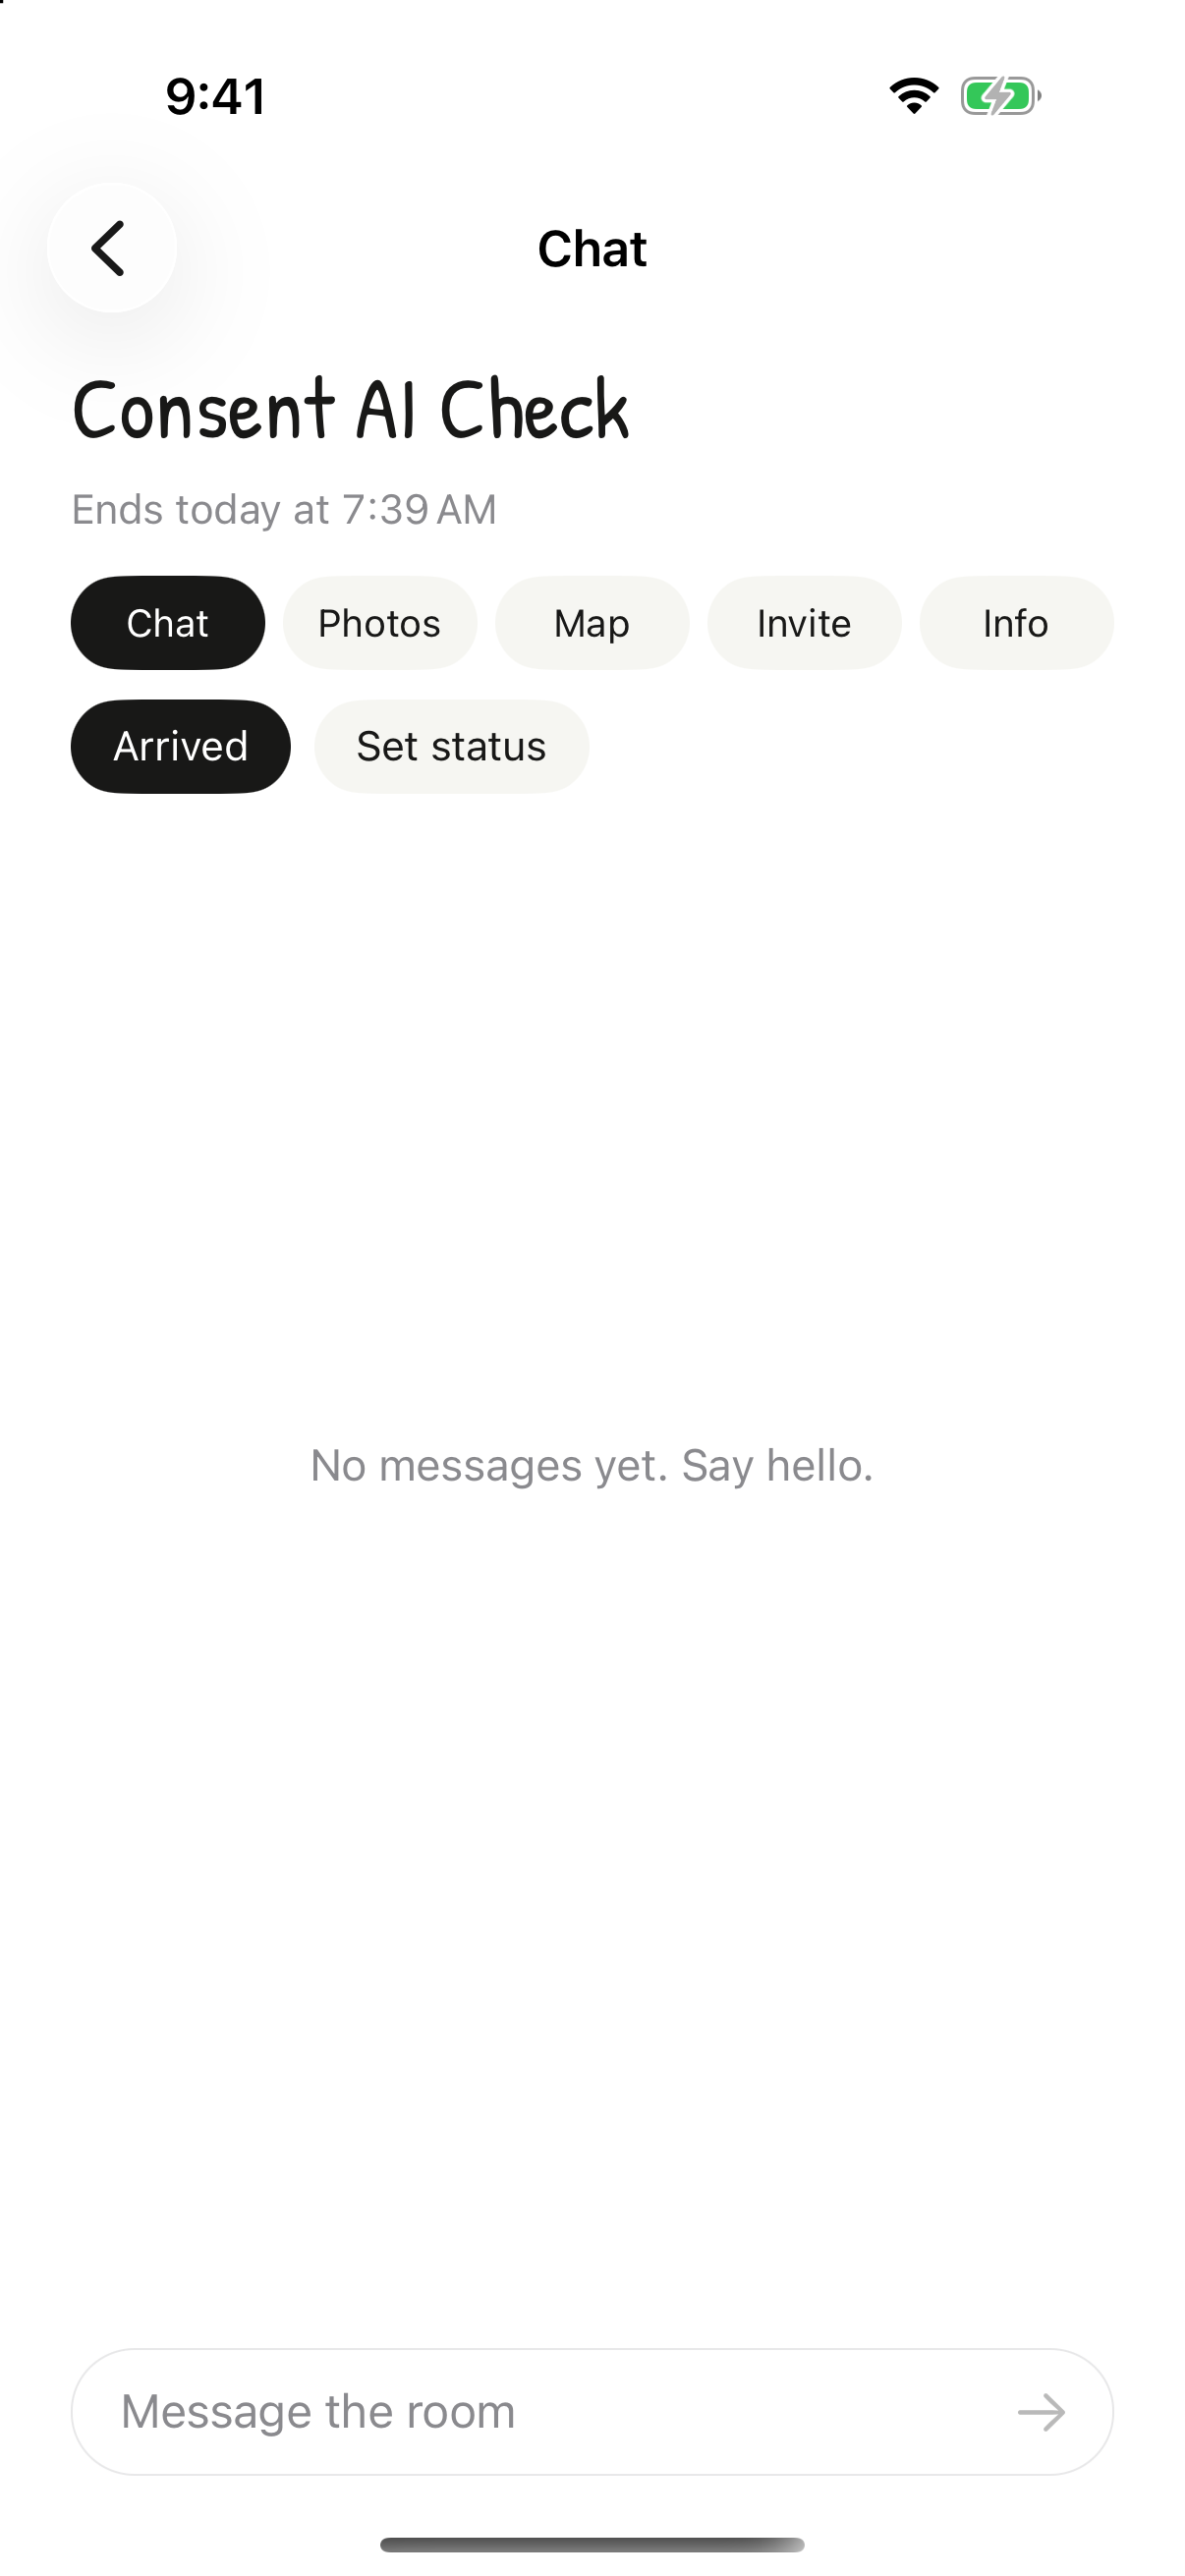 9:41
Chat
Consent AI Check
Ends today at 7:39 AM
Chat Photos Map Invite Info
Arrived Set status
No messages yet. Say hello.
Message the room